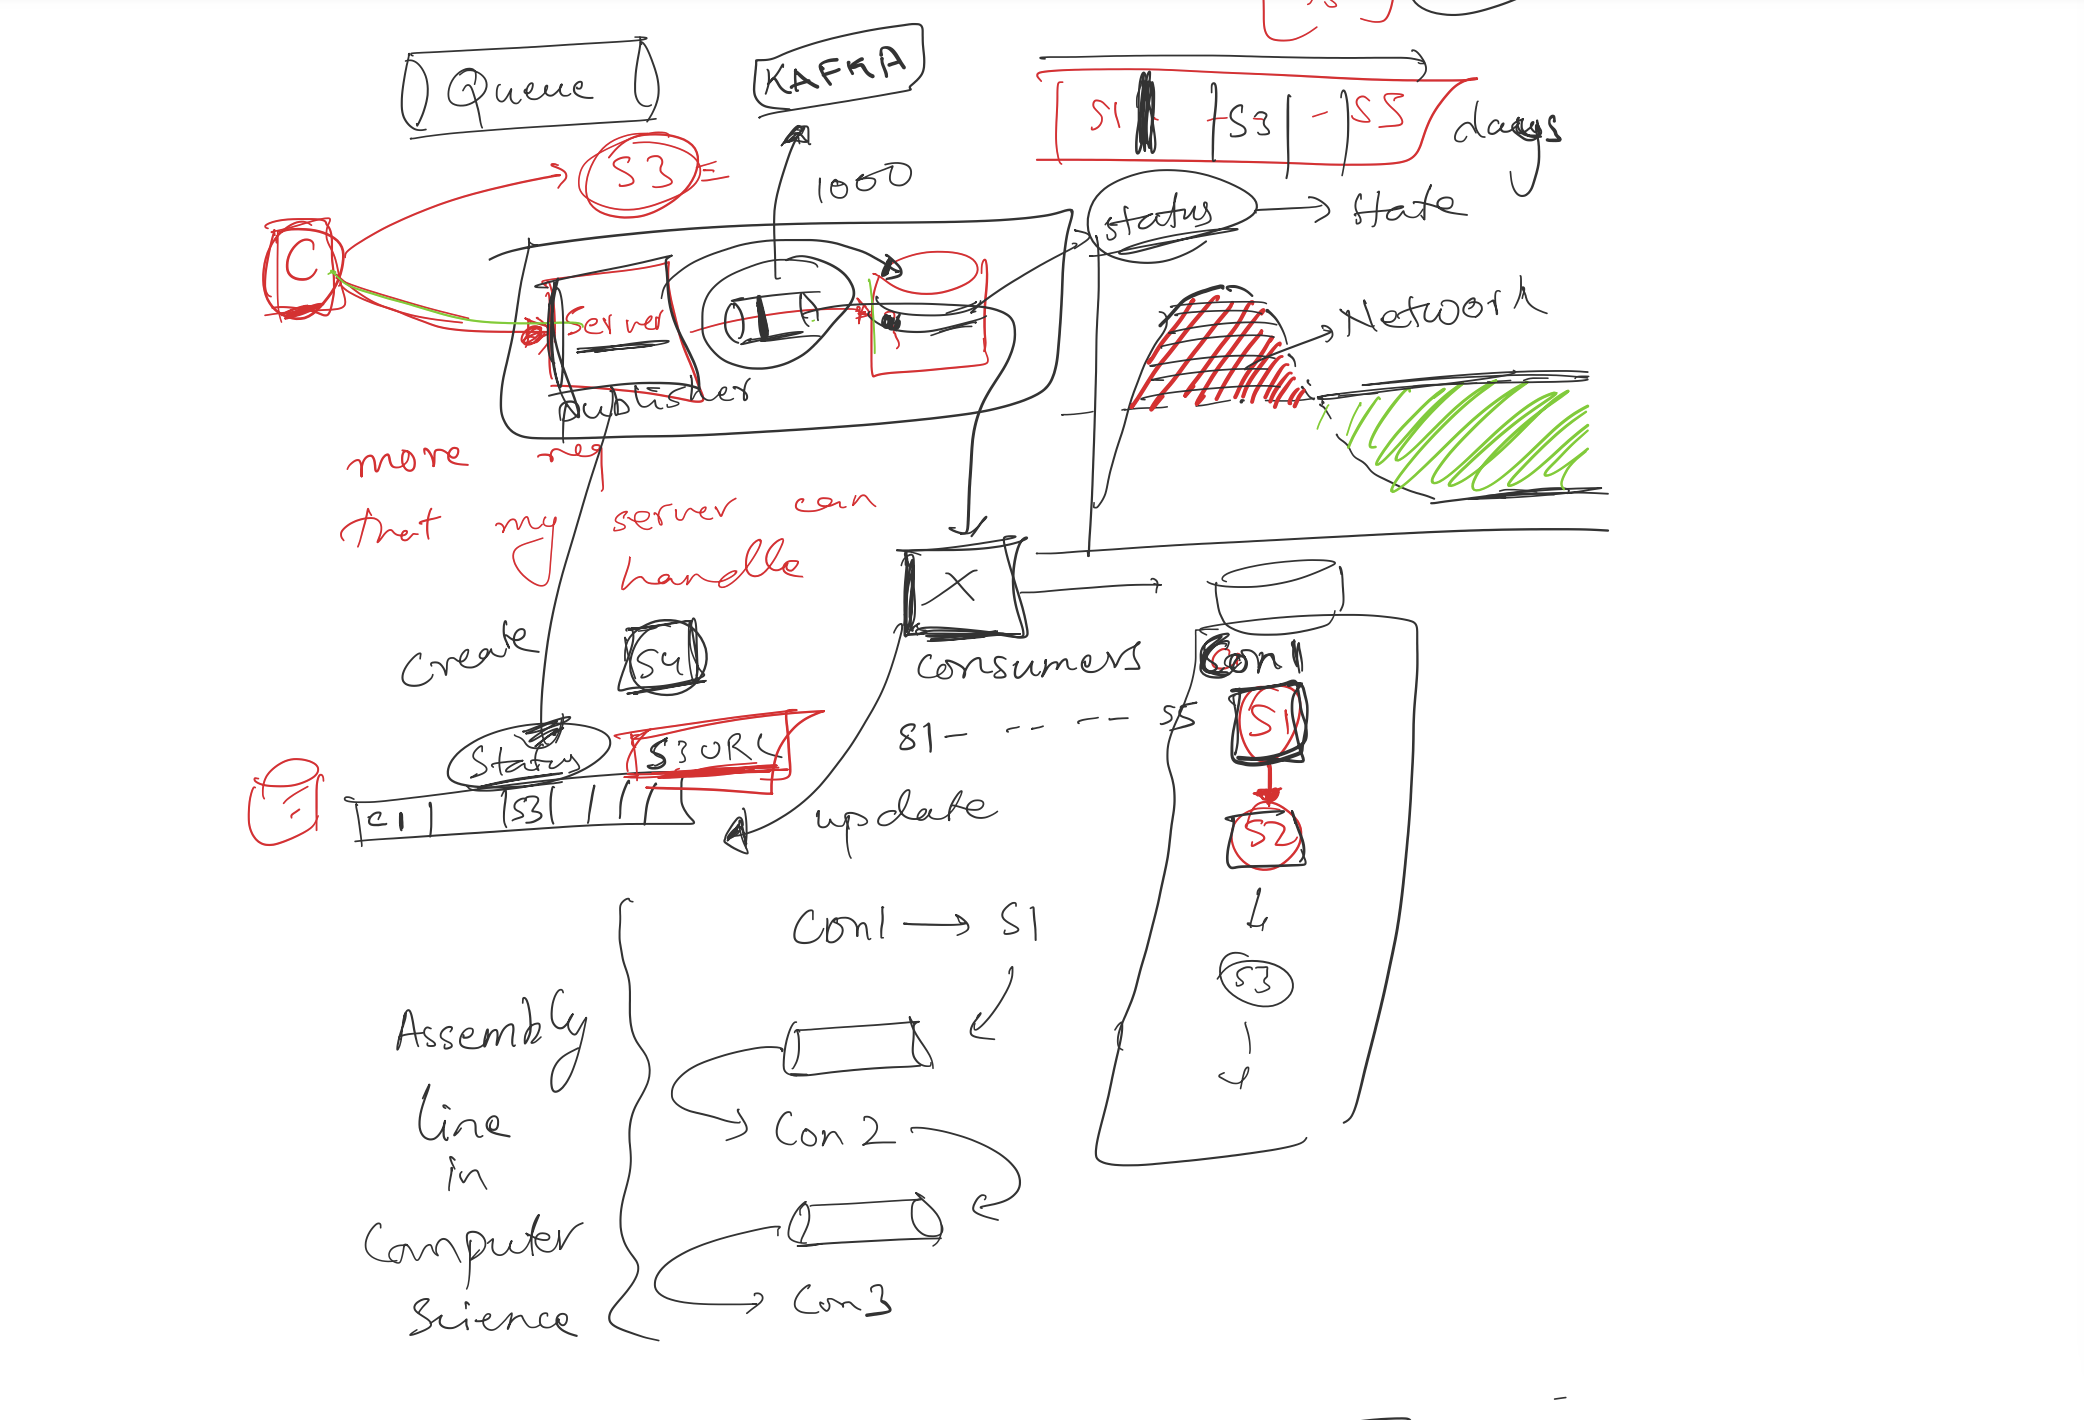 Queue
KAFKA
S1 - | - S3 | - | S5
days
S3
1000
status → state
C
Server
publisher
Network
more req
that my server can
handle
create
S4
X
consumers
S1 - - - - - S5
Con1
S1
S2
S3
Status
S3 URL
C1
S3
update
Con1 → S1
Assembly
Line
in
Computer
Science
Con 2
Con3